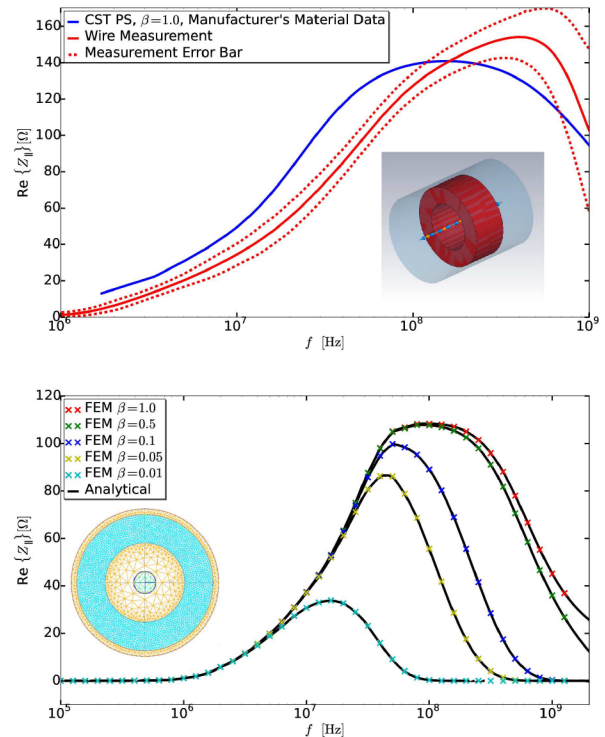 CST PS, β=1.0, Manufacturer's Material Data
Wire Measurement
Measurement Error Bar
160
140
120
100
80
60
40
20
0
Re {Z∥}[Ω]
10⁶ 10⁷ 10⁸ 10⁹
f [Hz]
120
100
80
60
40
20
0
Re {Z∥}[Ω]
FEM β=1.0
FEM β=0.5
FEM β=0.1
FEM β=0.05
FEM β=0.01
Analytical
10⁵ 10⁶ 10⁷ 10⁸ 10⁹
f [Hz]